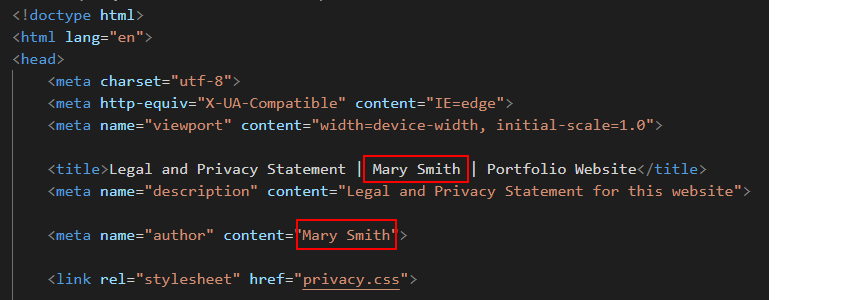 <!doctype html>
<html lang="en">
<head>
<meta charset="utf-8">
<meta http-equiv="X-UA-Compatible" content="IE=edge">
<meta name="viewport" content="width=device-width, initial-scale=1.0">
<title>Legal and Privacy Statement | Mary Smith | Portfolio Website</title>
<meta name="description" content="Legal and Privacy Statement for this website">
<meta name="author" content="Mary Smith">
<link rel="stylesheet" href="privacy.css">